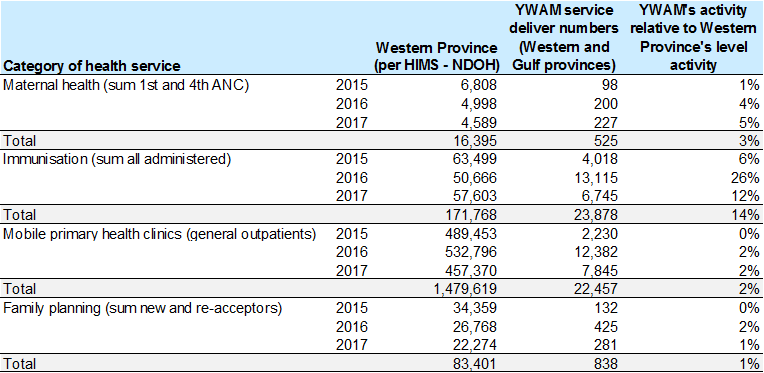 Category of health service Western Province (per HIMS - NDOH) YWAM service deliver numbers (Western and Gulf provinces) YWAM's activity relative to Western Province's level activity
Maternal health (sum 1st and 4th ANC) 2015 6,808 98 1%
2016 4,998 200 4%
2017 4,589 227 5%
Total 16,395 525 3%
Immunisation (sum all administered) 2015 63,499 4,018 6%
2016 50,666 13,115 26%
2017 57,603 6,745 12%
Total 171,768 23,878 14%
Mobile primary health clinics (general outpatients) 2015 489,453 2,230 0%
2016 532,796 12,382 2%
2017 457,370 7,845 2%
Total 1,479,619 22,457 2%
Family planning (sum new and re-acceptors) 2015 34,359 132 0%
2016 26,768 425 2%
2017 22,274 281 1%
Total 83,401 838 1%